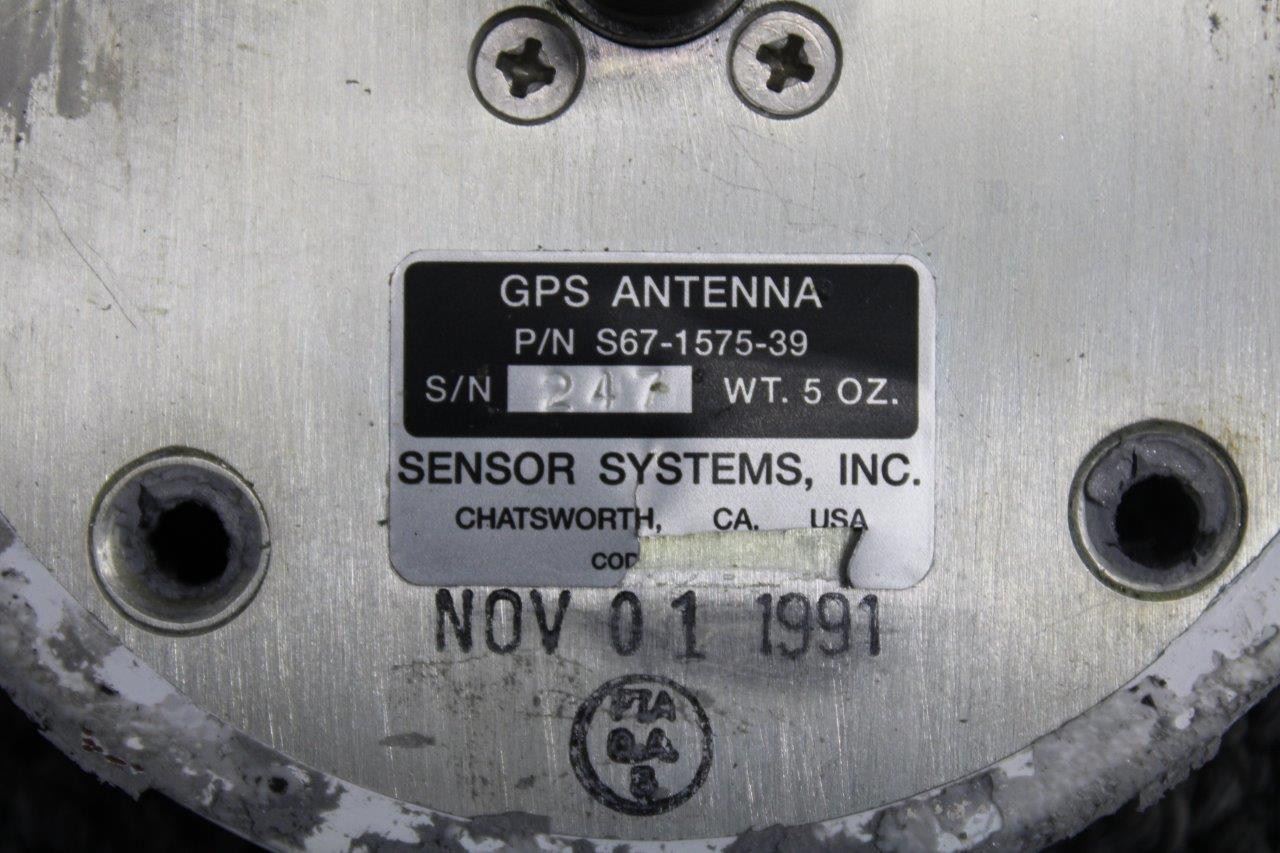 GPS ANTENNA
P/N S67-1575-39
S/N 247 WT. 5 OZ.
SENSOR SYSTEMS, INC.
CHATSWORTH, CA. USA
NOV 01 1991
Q.A.